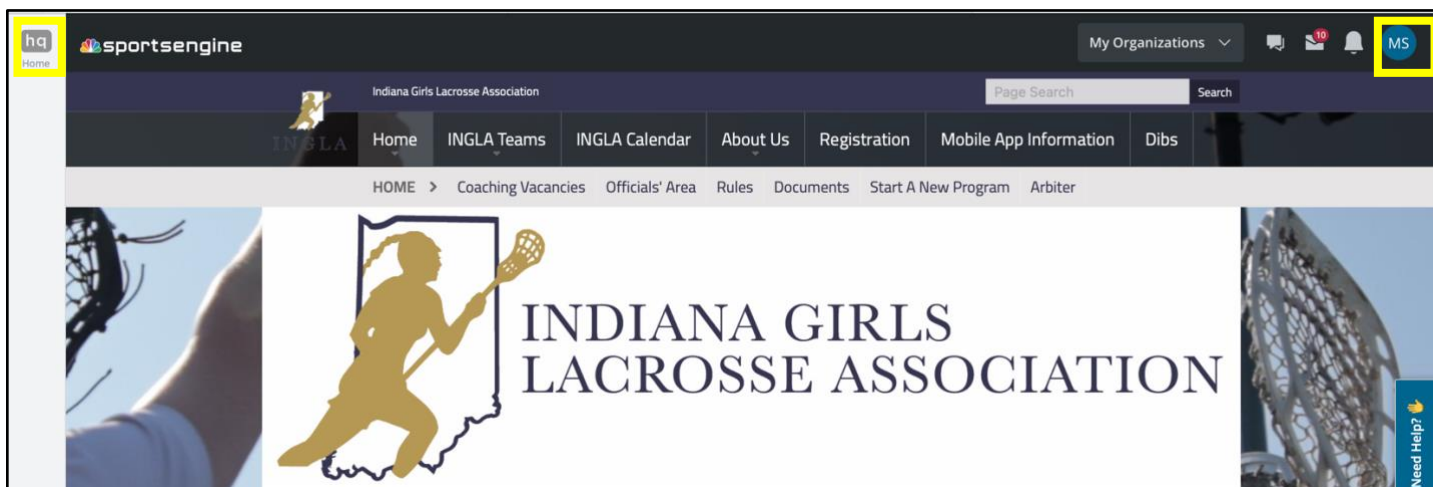 hq
Home
sportsengine
My Organizations
10
MS
Indiana Girls Lacrosse Association
Page Search
Search
INGLA
Home
INGLA Teams
INGLA Calendar
About Us
Registration
Mobile App Information
Dibs
HOME > Coaching Vacancies Officials' Area Rules Documents Start A New Program Arbiter
INDIANA GIRLS
LACROSSE ASSOCIATION
Need Help?